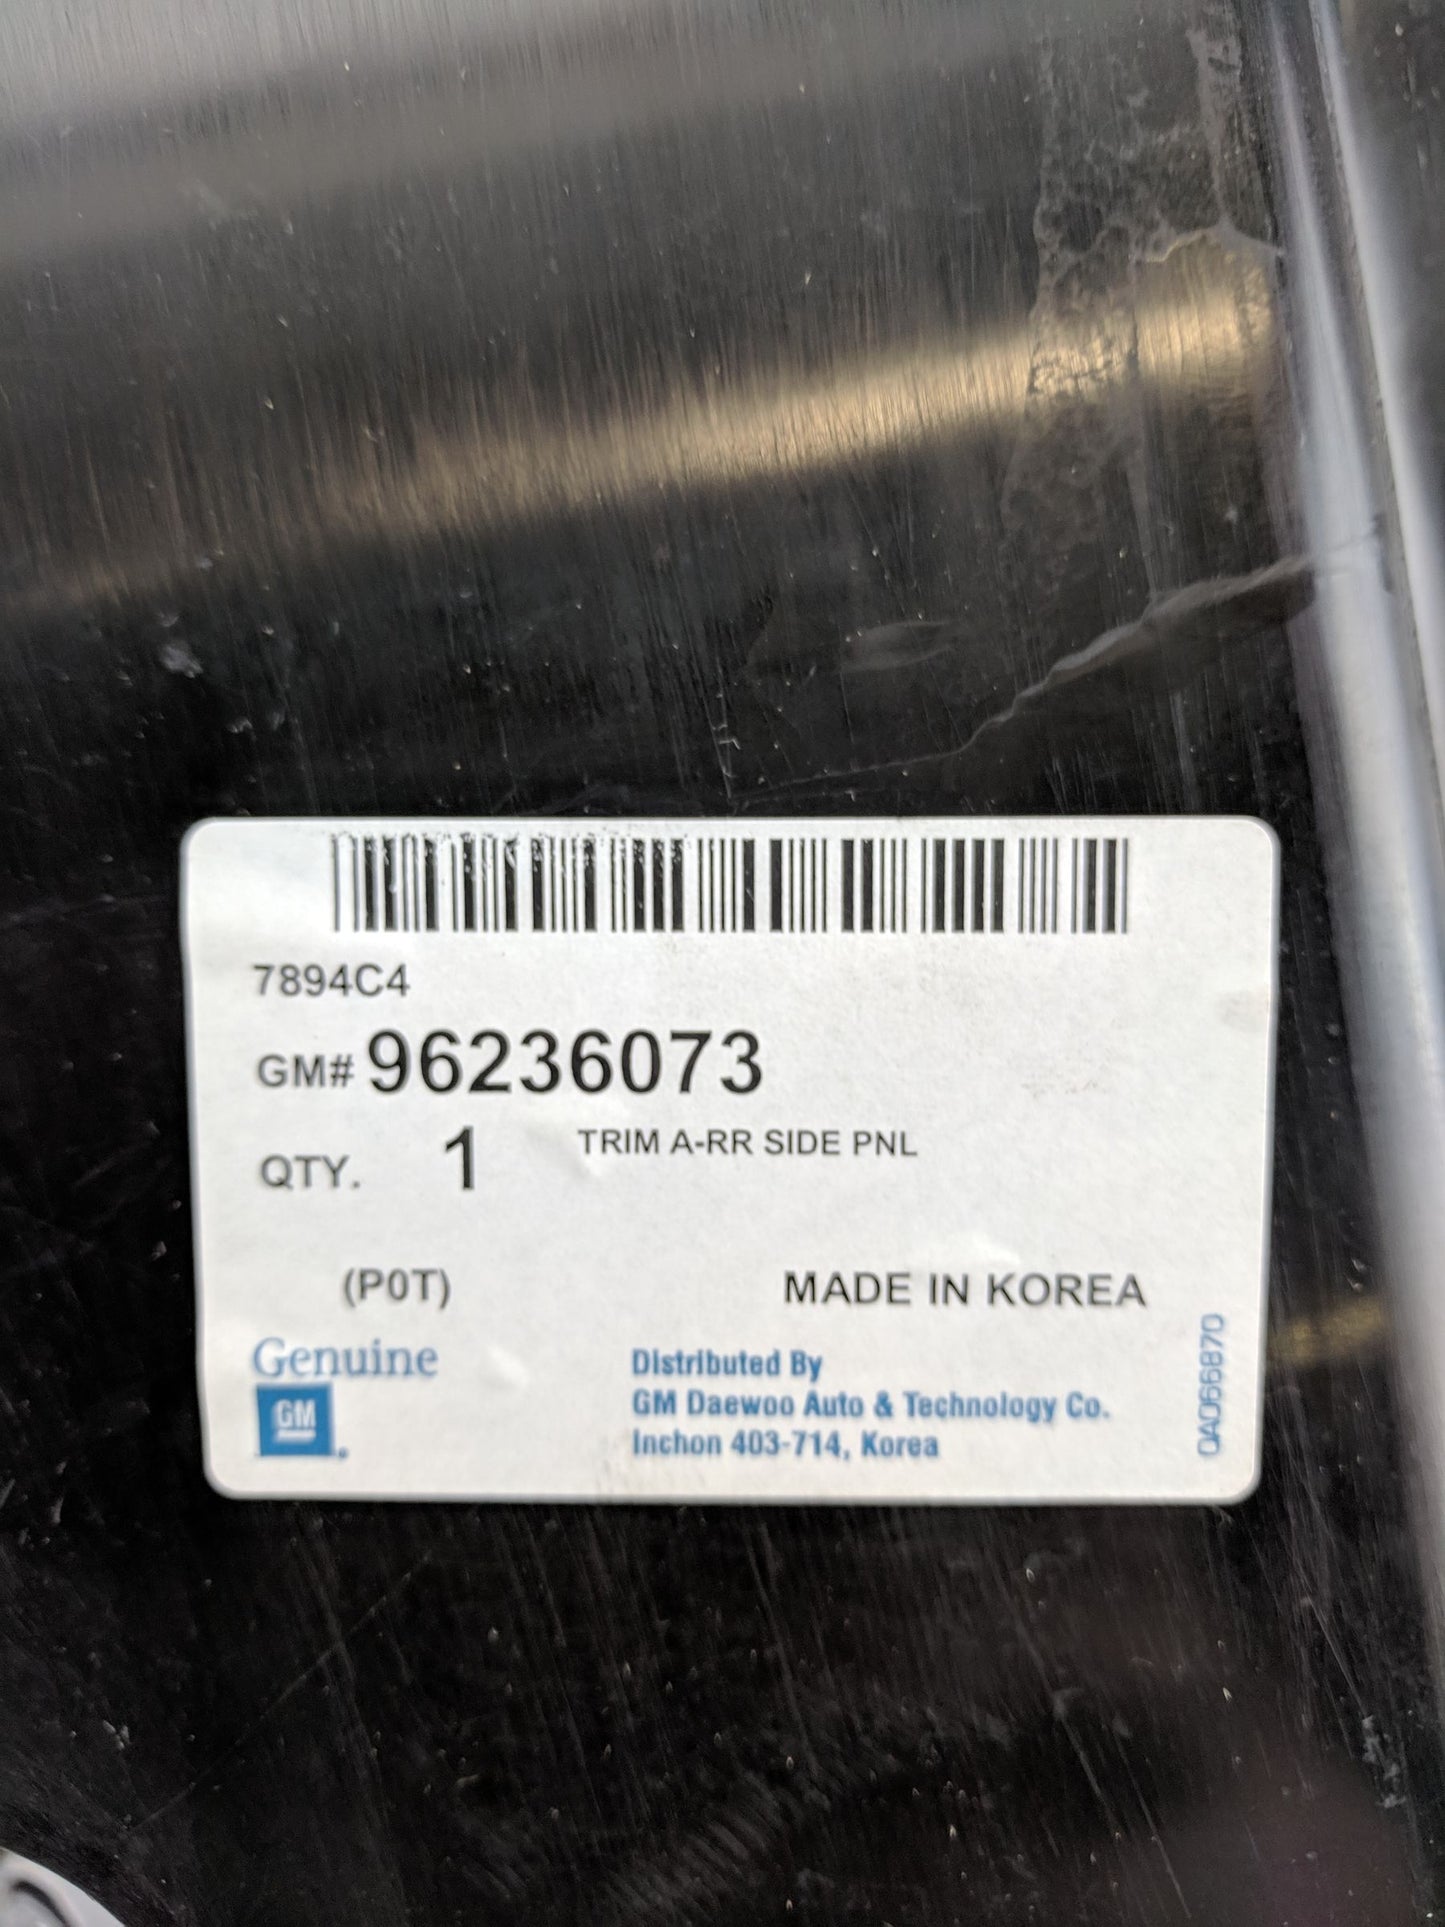 7894C4
GM# 96236073
QTY. 1 TRIM A-RR SIDE PNL
(P0T) MADE IN KOREA
Genuine
GM
Distributed By
GM Daewoo Auto & Technology Co.
Inchon 403-714, Korea
QA066870